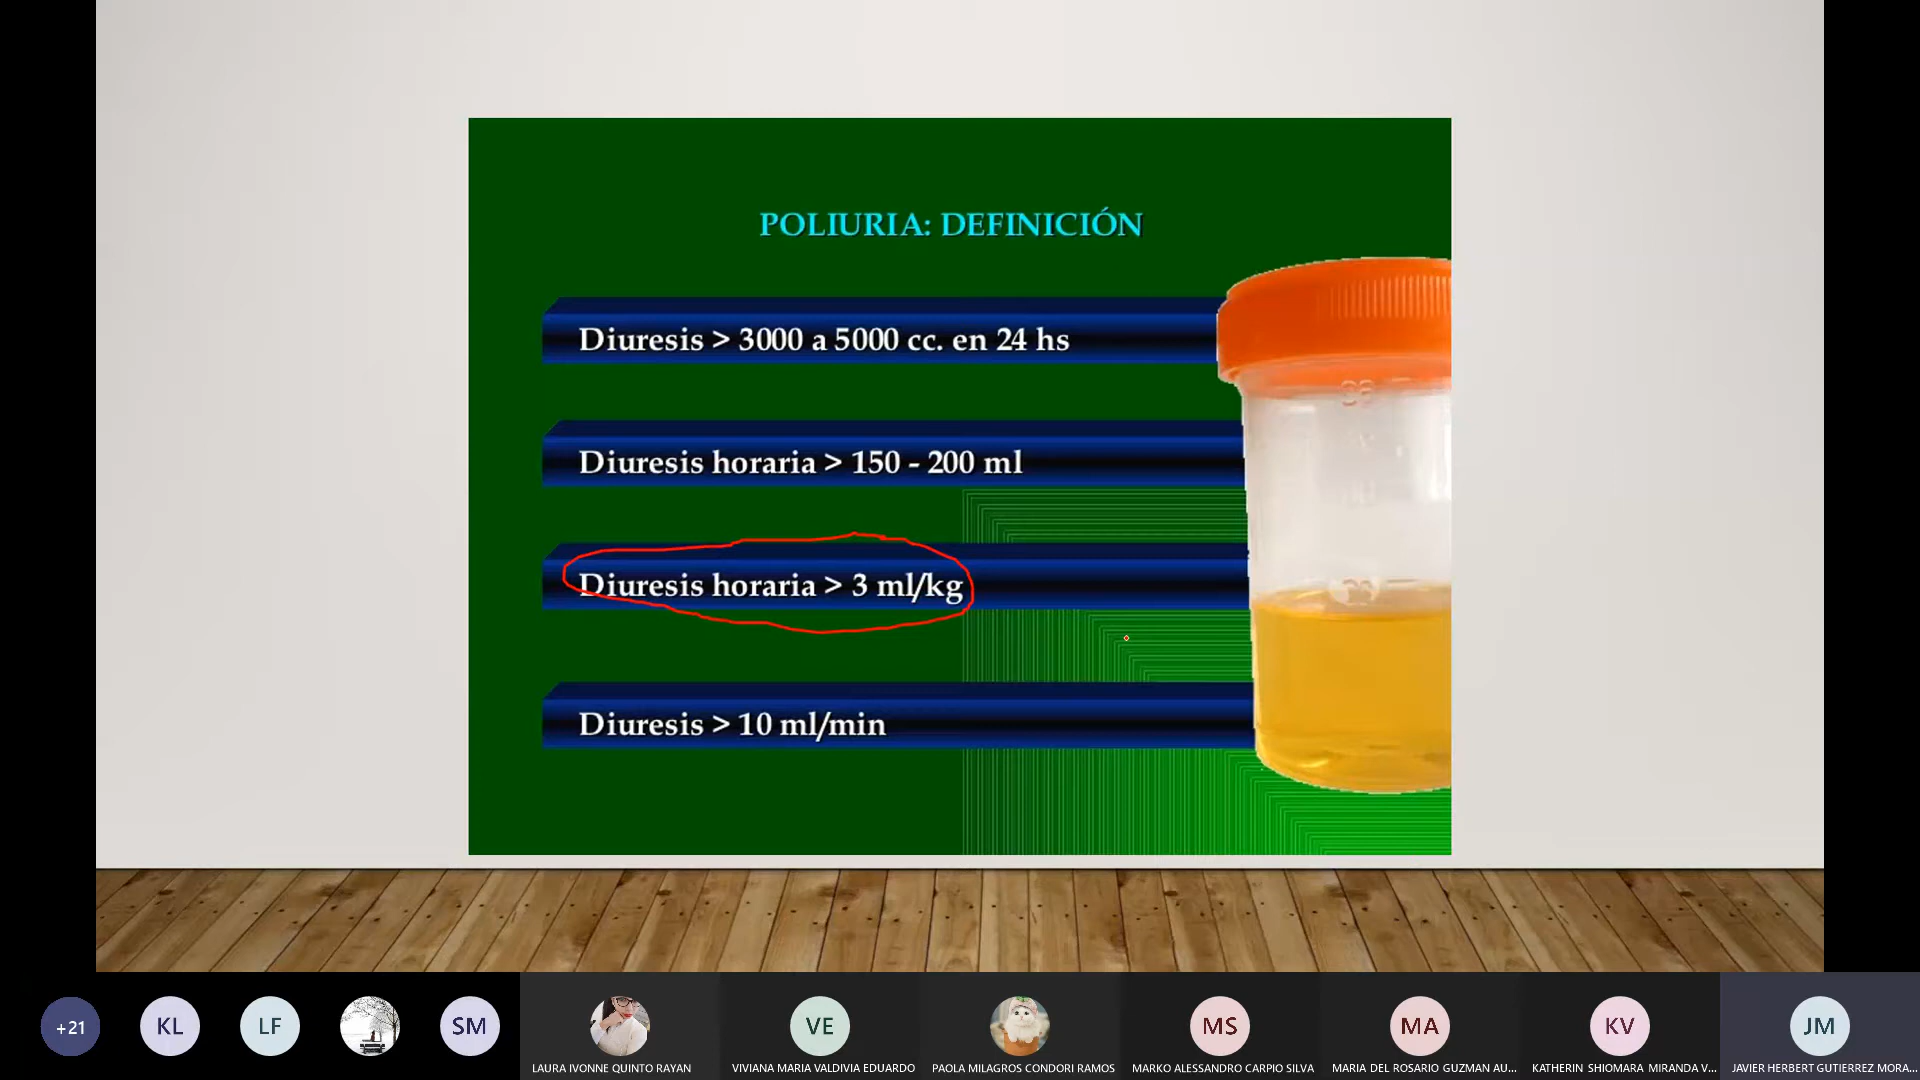 POLIURIA: DEFINICIÓN
Diuresis > 3000 a 5000 cc. en 24 hs
Diuresis horaria > 150 - 200 ml
Diuresis horaria > 3 ml/kg
Diuresis > 10 ml/min
+21
KL
LF
SM
VE
MS
MA
KV
JM
LAURA IVONNE QUINTO RAYAN
VIVIANA MARIA VALDIVIA EDUARDO
PAOLA MILAGROS CONDORI RAMOS
MARKO ALESSANDRO CARPIO SILVA
MARIA DEL ROSARIO GUZMAN AU...
KATHERIN SHIOMARA MIRANDA V...
JAVIER HERBERT GUTIERREZ MORA...